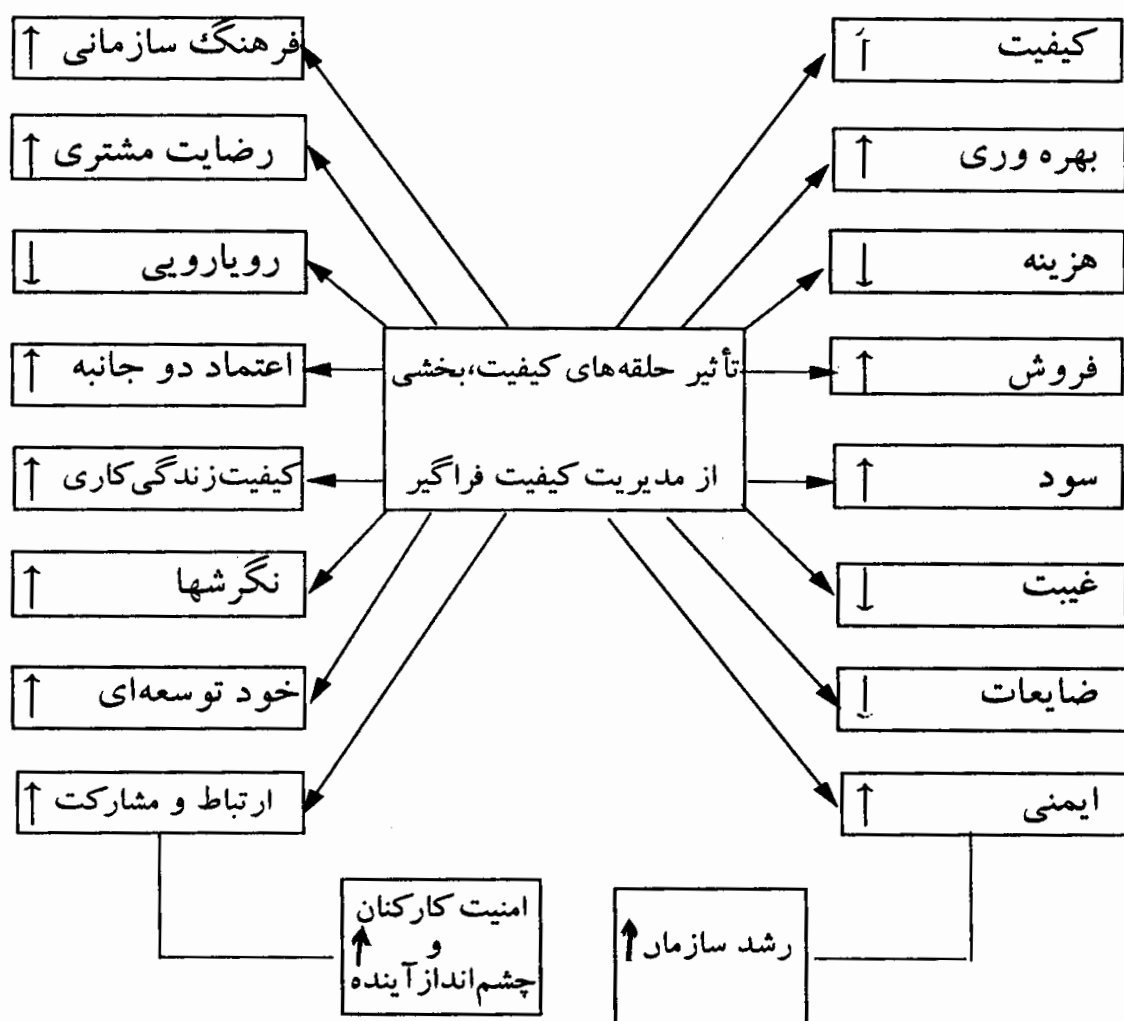 کیفیت ↑
بهره وری ↑
هزینه ↓
فروش ↑
سود ↑
غیبت ↓
ضایعات ↓
ایمنی ↑
رشد سازمان ↑
تأثیر حلقه‌های کیفیت،بخشی
از مدیریت کیفیت فراگیر
فرهنگ سازمانی ↑
رضایت مشتری ↑
رویارویی ↓
اعتماد دو جانبه ↑
کیفیت زندگی کاری ↑
نگرشها ↑
خود توسعه‌ای ↑
ارتباط و مشارکت ↑
امنیت کارکنان
و ↑
چشم‌انداز آینده